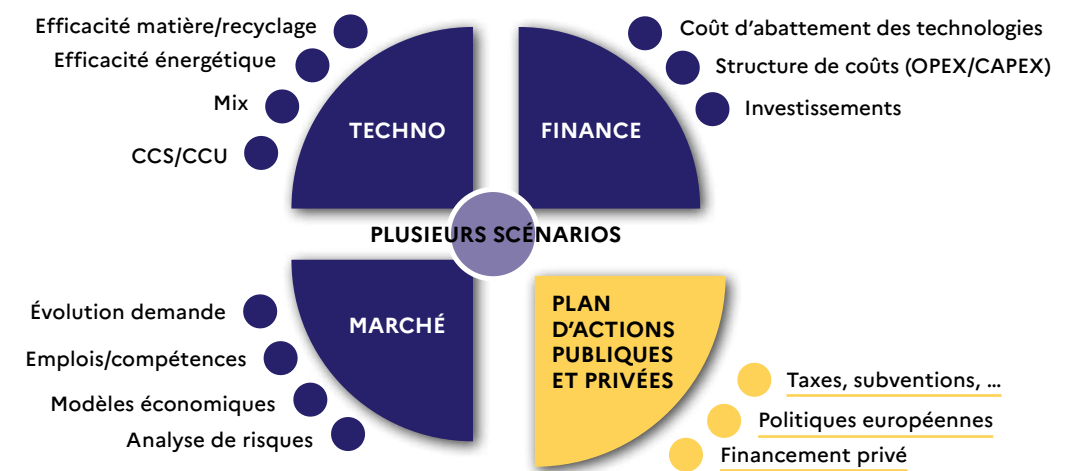 Efficacité matière/recyclage
Efficacité énergétique
Mix
CCS/CCU
TECHNO
FINANCE
Coût d’abattement des technologies
Structure de coûts (OPEX/CAPEX)
Investissements
PLUSIEURS SCÉNARIOS
Évolution demande
Emplois/compétences
Modèles économiques
Analyse de risques
MARCHÉ
PLAN
D’ACTIONS
PUBLIQUES
ET PRIVÉES
Taxes, subventions, …
Politiques européennes
Financement privé